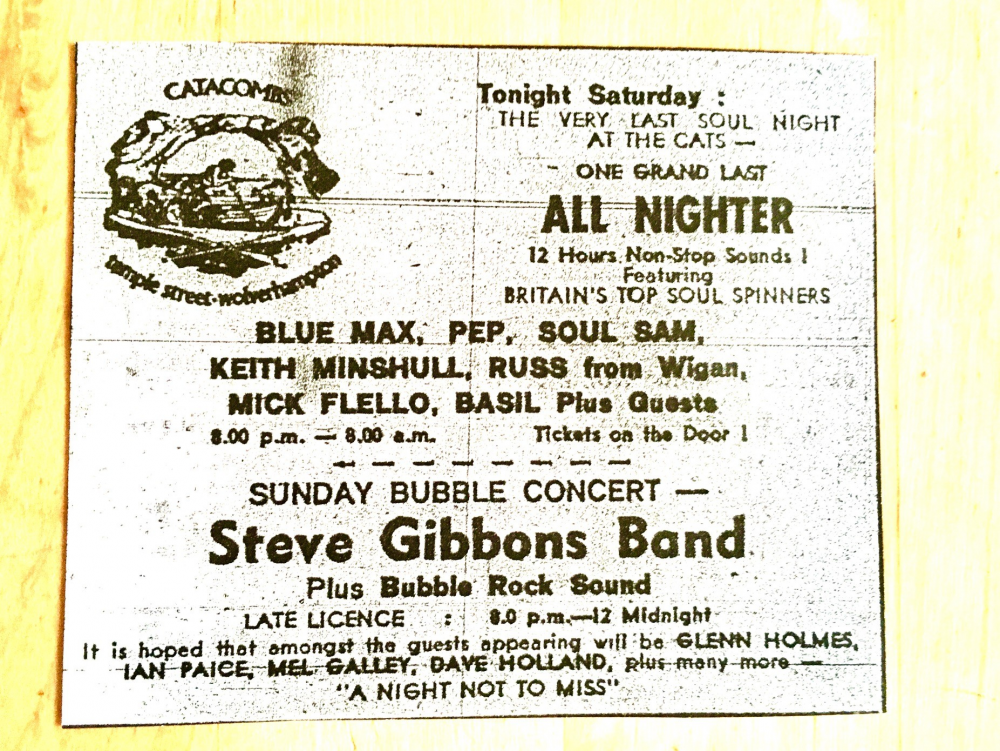 CATACOMBS
temple street·wolverhampton
Tonight Saturday :
THE VERY LAST SOUL NIGHT
AT THE CATS —
ONE GRAND LAST
ALL NIGHTER
12 Hours Non-Stop Sounds !
Featuring
BRITAIN'S TOP SOUL SPINNERS
BLUE MAX, PEP, SOUL SAM,
KEITH MINSHULL, RUSS from Wigan,
MICK FLELLO, BASIL Plus Guests
8.00 p.m. — 8.00 a.m. Tickets on the Door !
SUNDAY BUBBLE CONCERT —
Steve Gibbons Band
Plus Bubble Rock Sound
LATE LICENCE : 8.0 p.m.—12 Midnight
It is hoped that amongst the guests appearing will be GLENN HOLMES,
IAN PAICE, MEL GALLEY, DAVE HOLLAND, plus many more —
"A NIGHT NOT TO MISS"